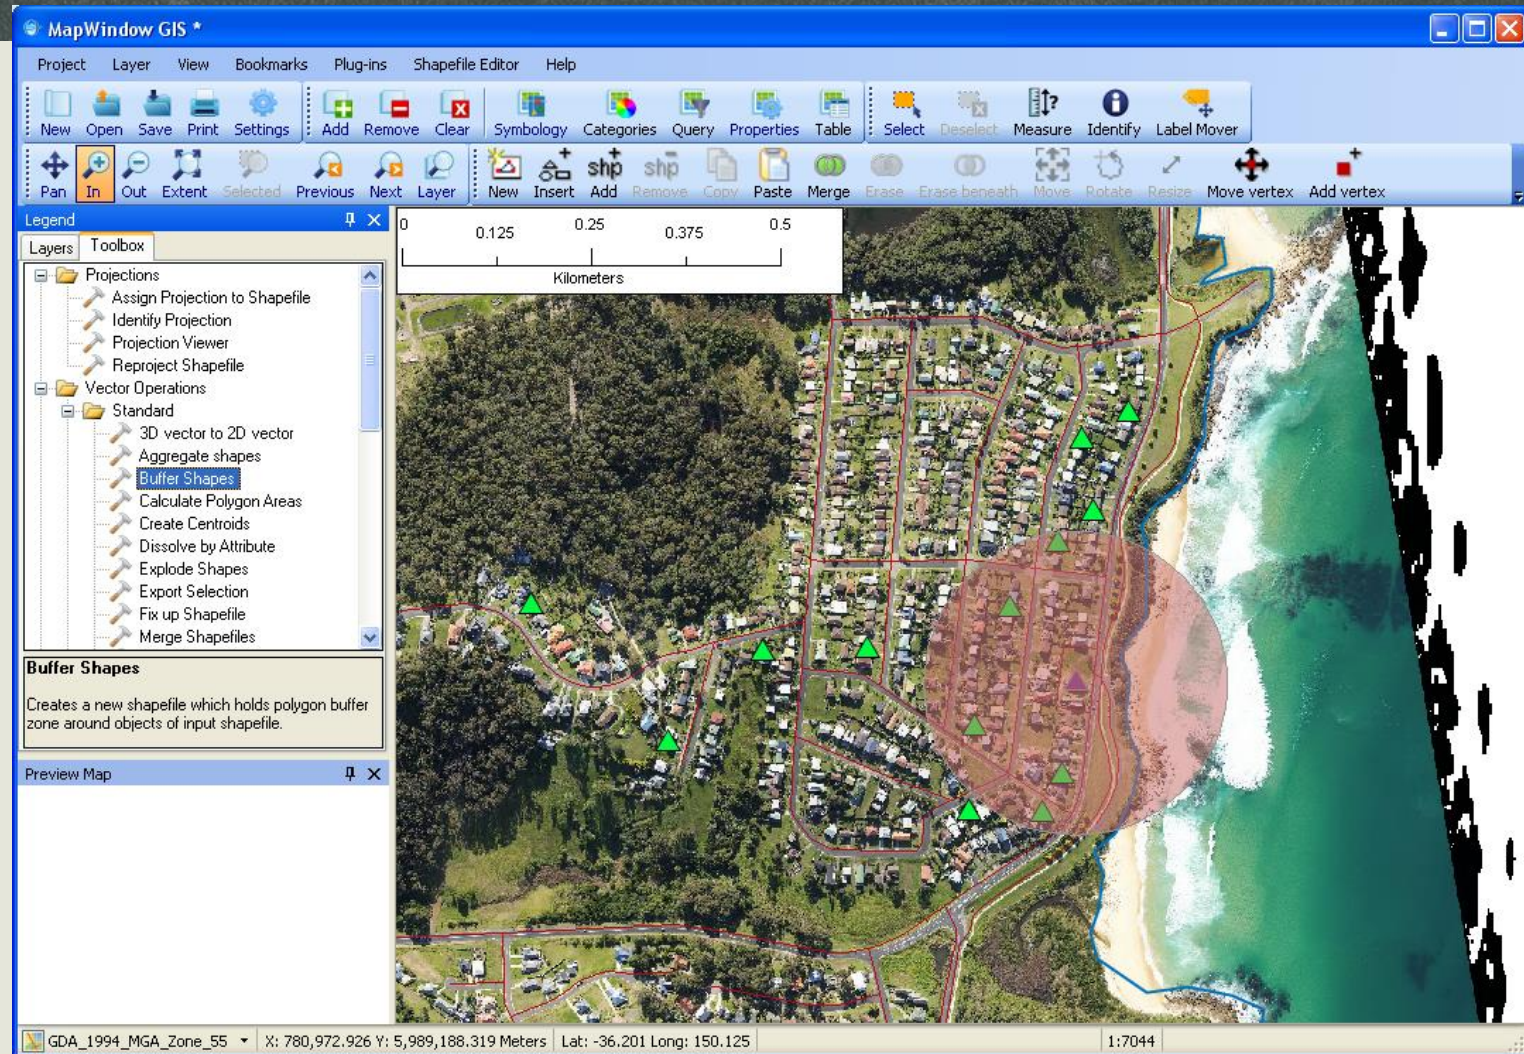 MapWindow GIS *
Project Layer View Bookmarks Plug-ins Shapefile Editor Help
New Open Save Print Settings Add Remove Clear Symbology Categories Query Properties Table Select Deselect Measure Identify Label Mover
shp shp
Pan In Out Extent Selected Previous Next Layer New Insert Add Remove Copy Paste Merge Erase Erase beneath Move Rotate Resize Move vertex Add vertex
Legend
Layers Toolbox
Projections
Assign Projection to Shapefile
Identify Projection
Projection Viewer
Reproject Shapefile
Vector Operations
Standard
3D vector to 2D vector
Aggregate shapes
Buffer Shapes
Calculate Polygon Areas
Create Centroids
Dissolve by Attribute
Explode Shapes
Export Selection
Fix up Shapefile
Merge Shapefiles
Buffer Shapes
Creates a new shapefile which holds polygon buffer
zone around objects of input shapefile.
Preview Map
0 0.125 0.25 0.375 0.5
Kilometers
GDA_1994_MGA_Zone_55 X: 780,972.926 Y: 5,989,188.319 Meters Lat: -36.201 Long: 150.125 1:7044